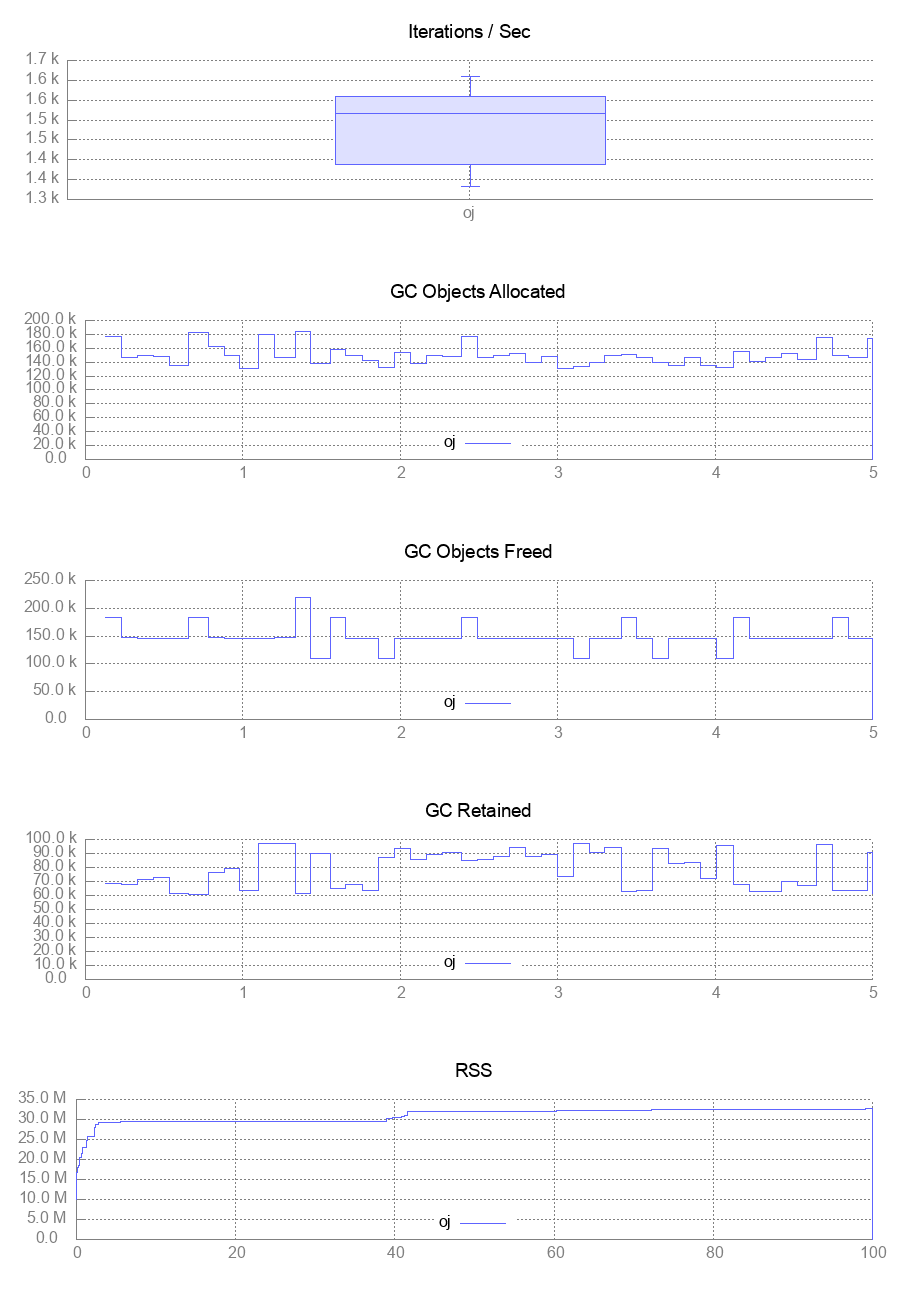 Iterations / Sec
1.7 k
1.6 k
1.6 k
1.5 k
1.5 k
1.4 k
1.4 k
1.3 k
oj
GC Objects Allocated
200.0 k
180.0 k
160.0 k
140.0 k
120.0 k
100.0 k
80.0 k
60.0 k
40.0 k
20.0 k
0.0
oj
0 1 2 3 4 5
GC Objects Freed
250.0 k
200.0 k
150.0 k
100.0 k
50.0 k
0.0
oj
0 1 2 3 4 5
GC Retained
100.0 k
90.0 k
80.0 k
70.0 k
60.0 k
50.0 k
40.0 k
30.0 k
20.0 k
10.0 k
0.0
oj
0 1 2 3 4 5
RSS
35.0 M
30.0 M
25.0 M
20.0 M
15.0 M
10.0 M
5.0 M
0.0
oj
0 20 40 60 80 100